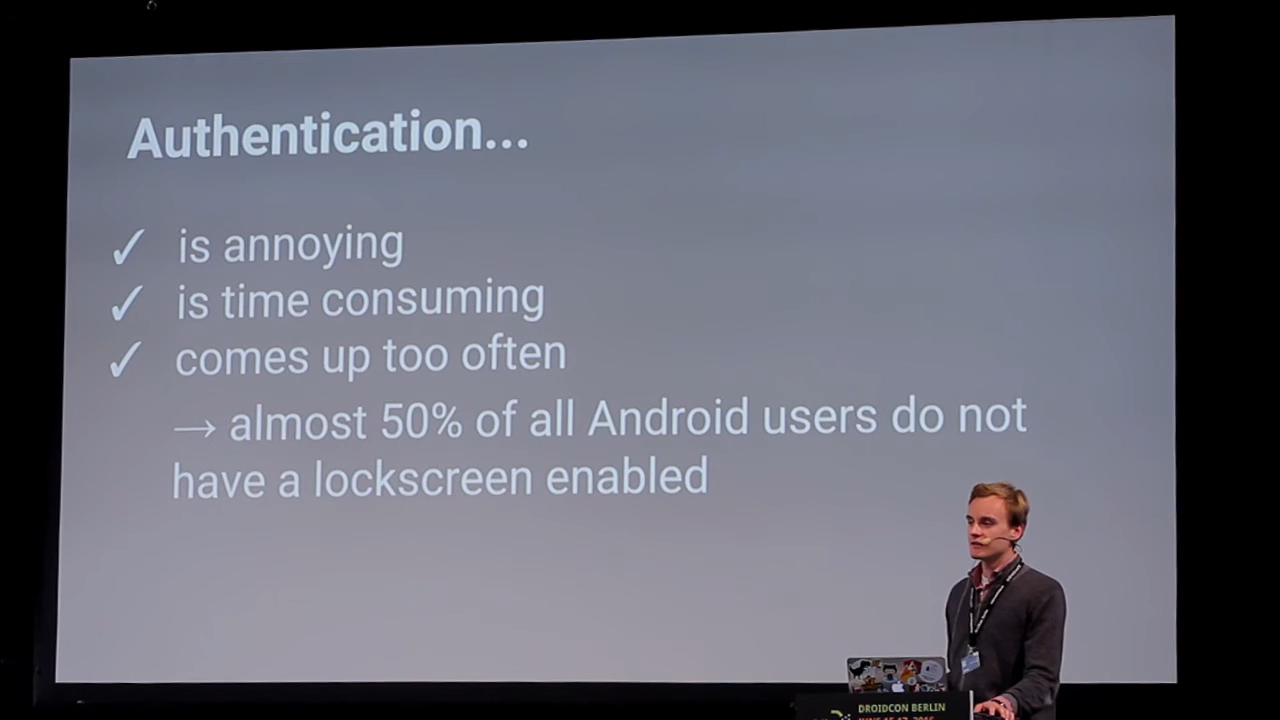 Authentication...
✓ is annoying
✓ is time consuming
✓ comes up too often
→ almost 50% of all Android users do not
have a lockscreen enabled
DROIDCON BERLIN